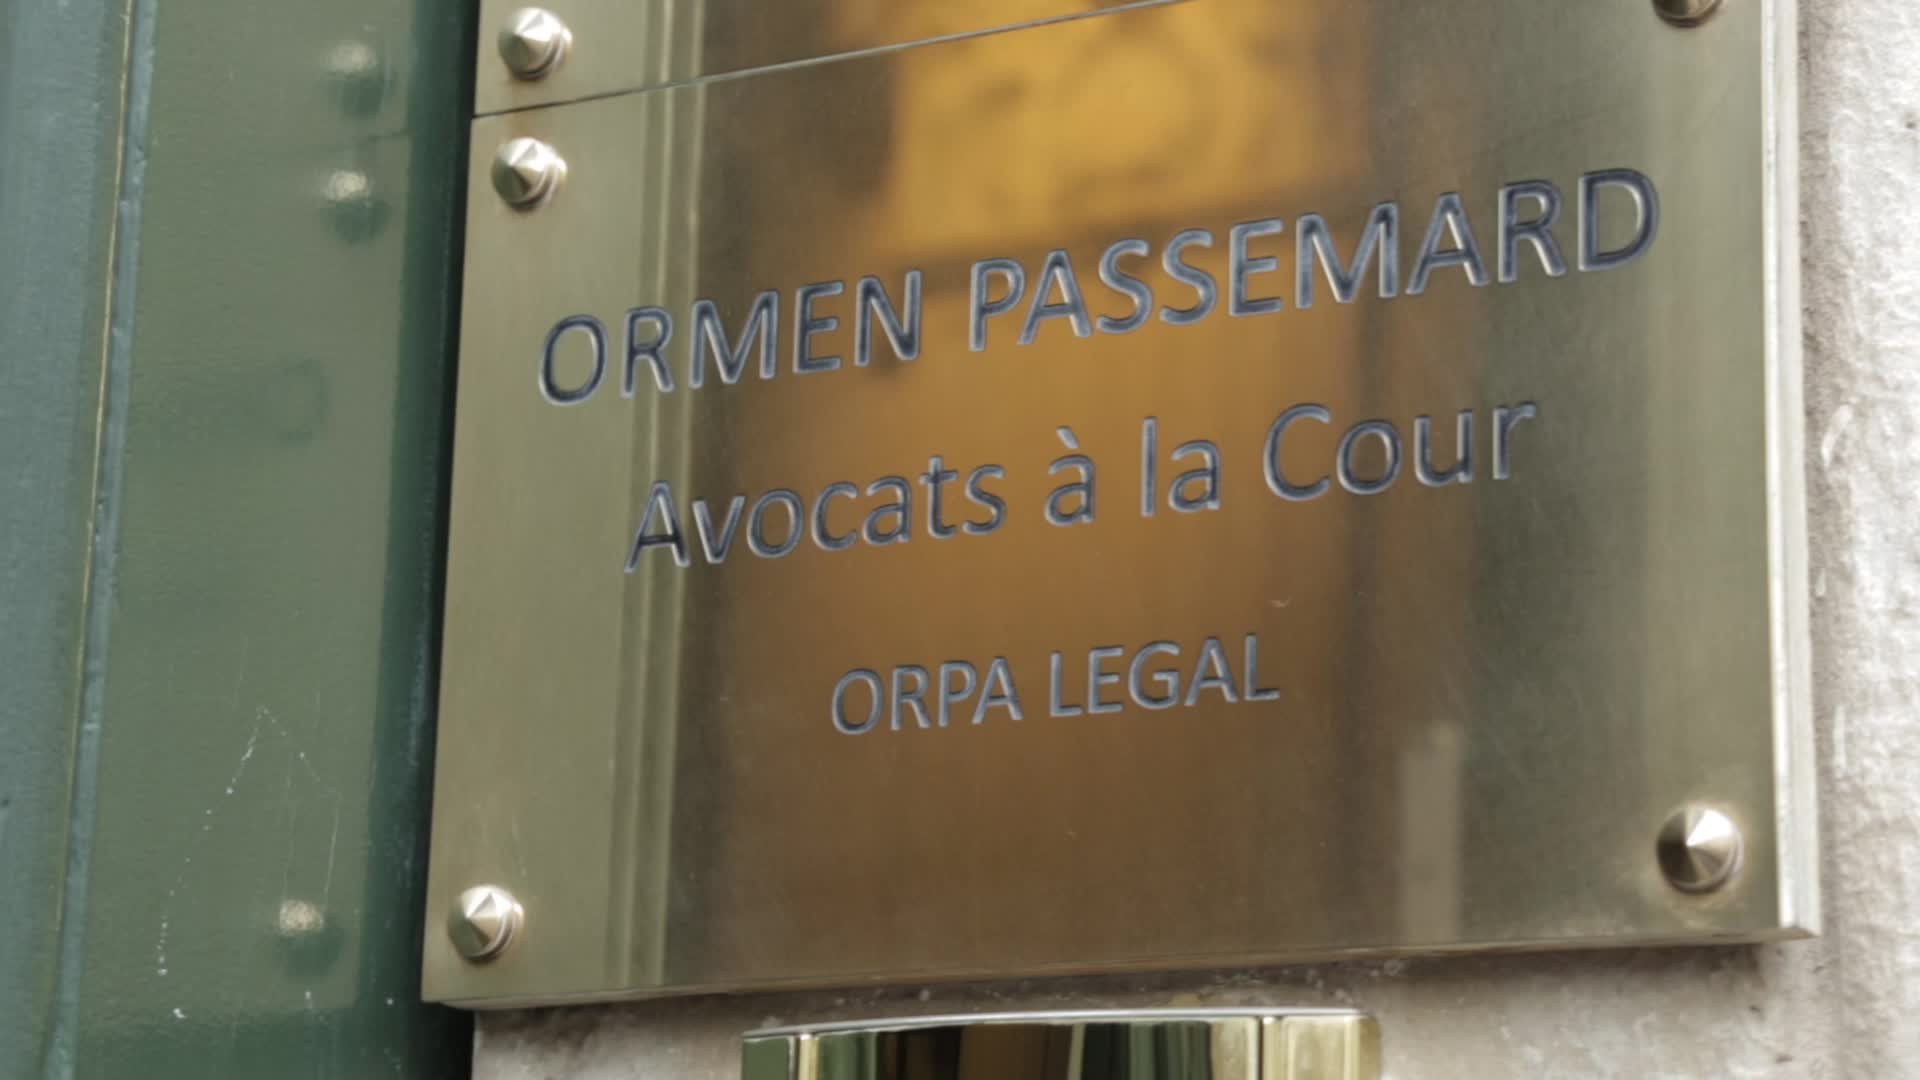 ORMEN PASSEMARD
Avocats à la Cour
ORPA LEGAL